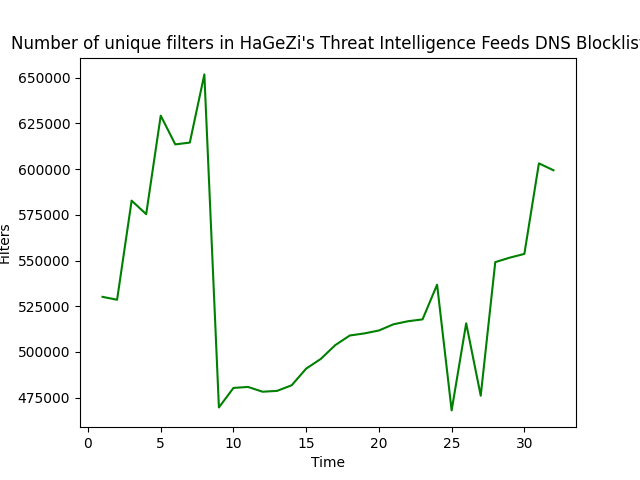 Number of unique filters in HaGeZi's Threat Intelligence Feeds DNS Blocklis
650000
625000
600000
575000
550000
525000
500000
475000
Filters
0 5 10 15 20 25 30
Time